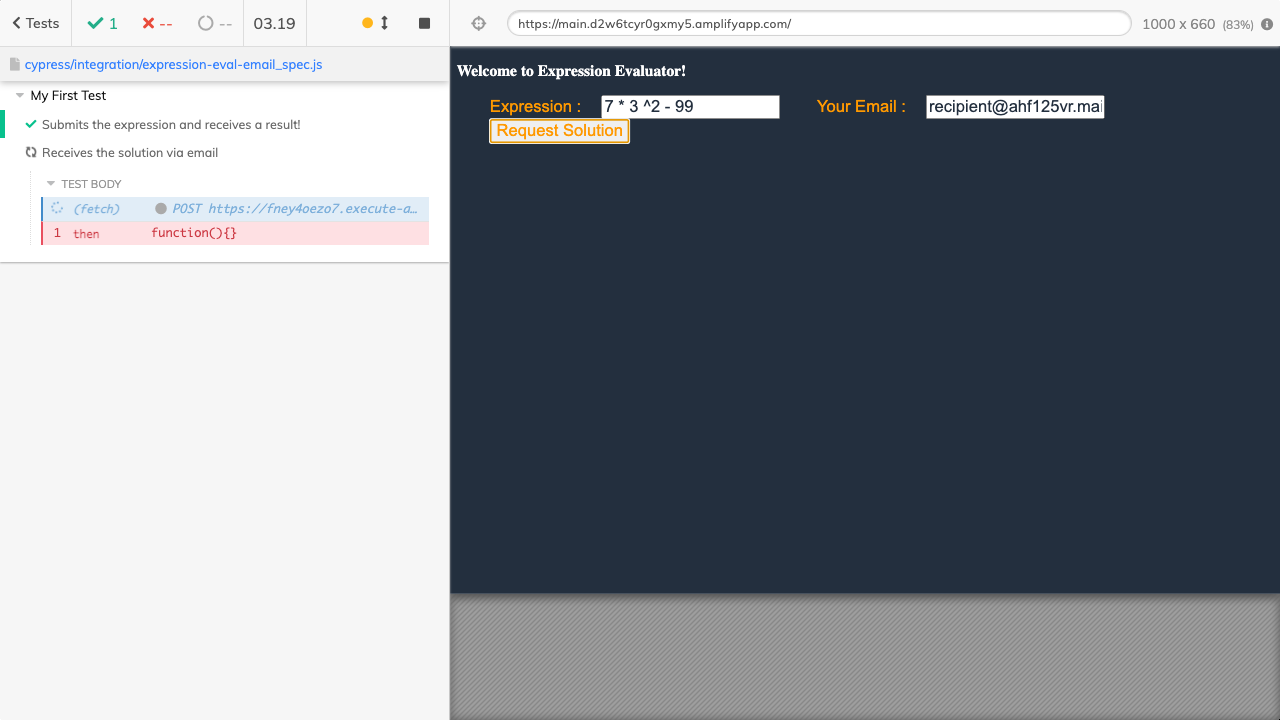 Tests 1 -- -- 03.19
https://main.d2w6tcyr0gxmy5.amplifyapp.com/ 1000 x 660 (83%)
cypress/integration/expression-eval-email_spec.js
My First Test
Submits the expression and receives a result!
Receives the solution via email
TEST BODY
(fetch) POST https://fney4oezo7.execute-a…
1 then function(){}
Welcome to Expression Evaluator!
Expression : 7 * 3 ^2 - 99 Your Email : recipient@ahf125vr.mai
Request Solution